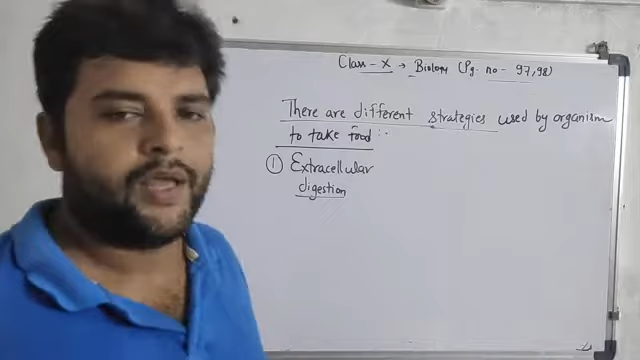 Class-X → Biology (Pg. no- 97,98)
There are different strategies used by organism
to take food :-
① Extracellular
digestion